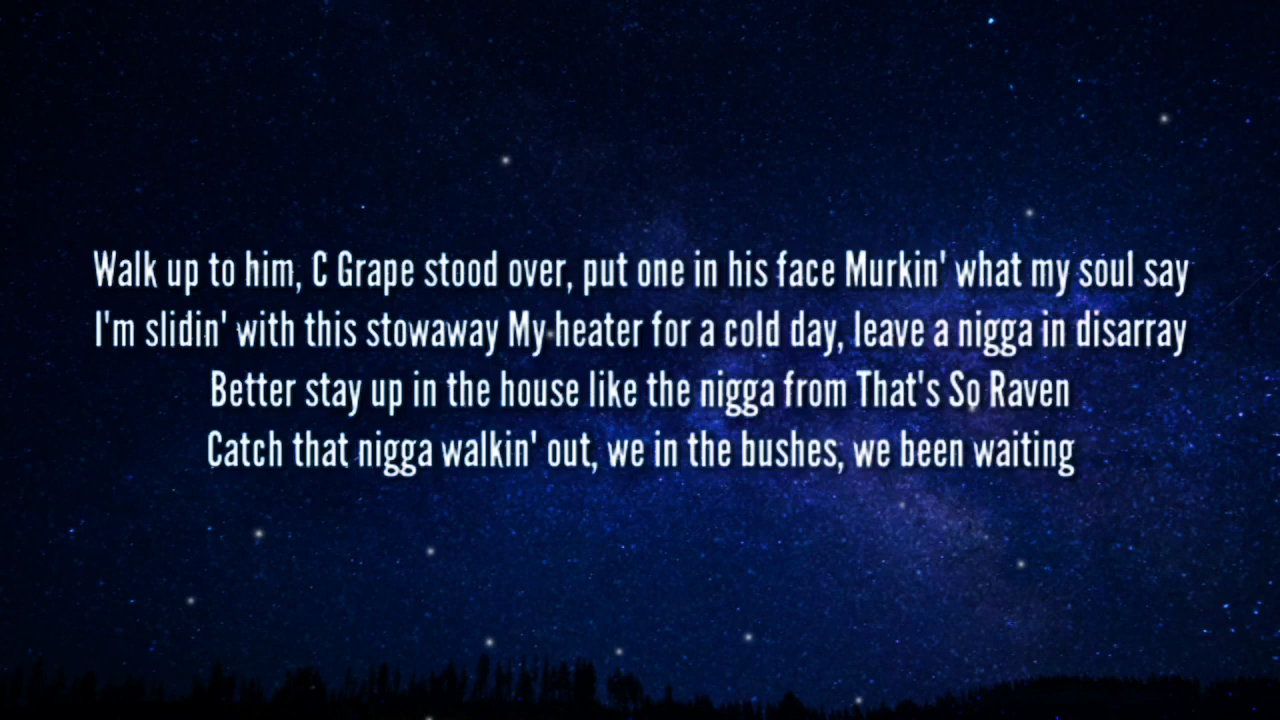 Walk up to him, C Grape stood over, put one in his face Murkin' what my soul say
I'm slidin' with this stowaway My heater for a cold day, leave a nigga in disarray
Better stay up in the house like the nigga from That's So Raven
Catch that nigga walkin' out, we in the bushes, we been waiting